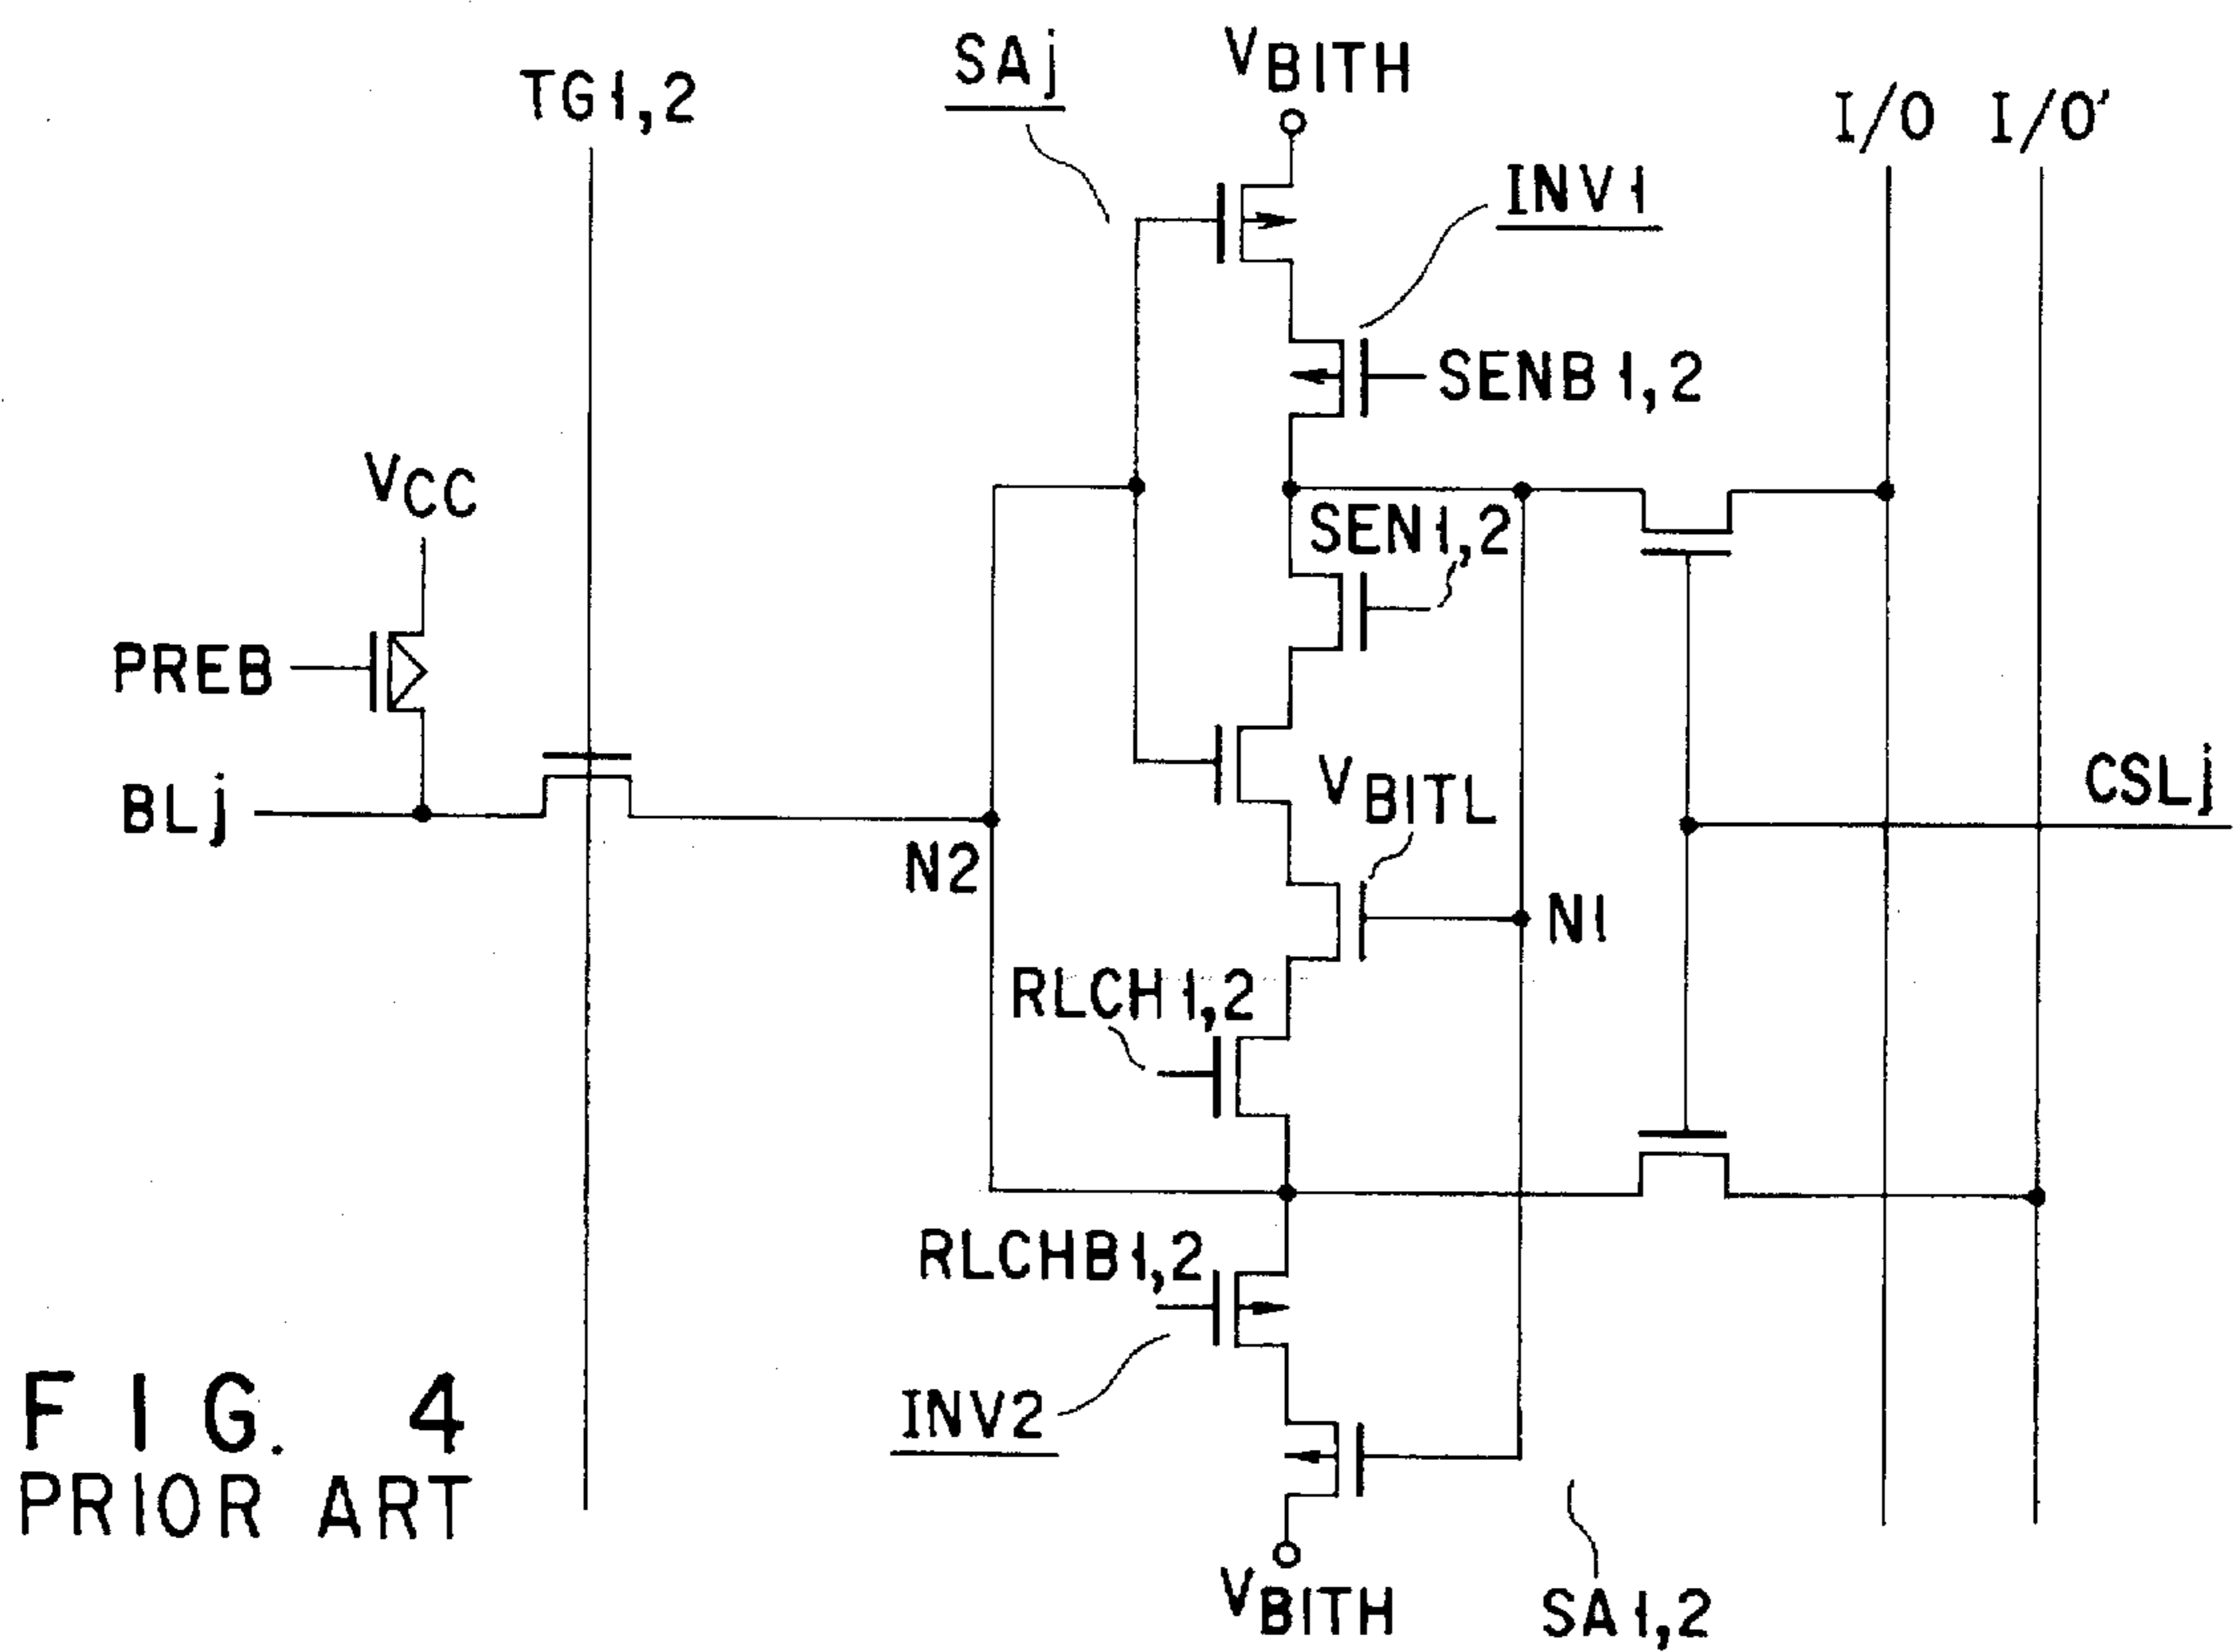 SAj
VBITH
TG1,2
I/O
I/O'
INV1
SENB1,2
VCC
SEN1,2
PREB
VBITL
CSLj
BLj
N2
N1
RLCH1,2
RLCHB1,2
INV2
FIG. 4
PRIOR ART
VBITH
SA1,2